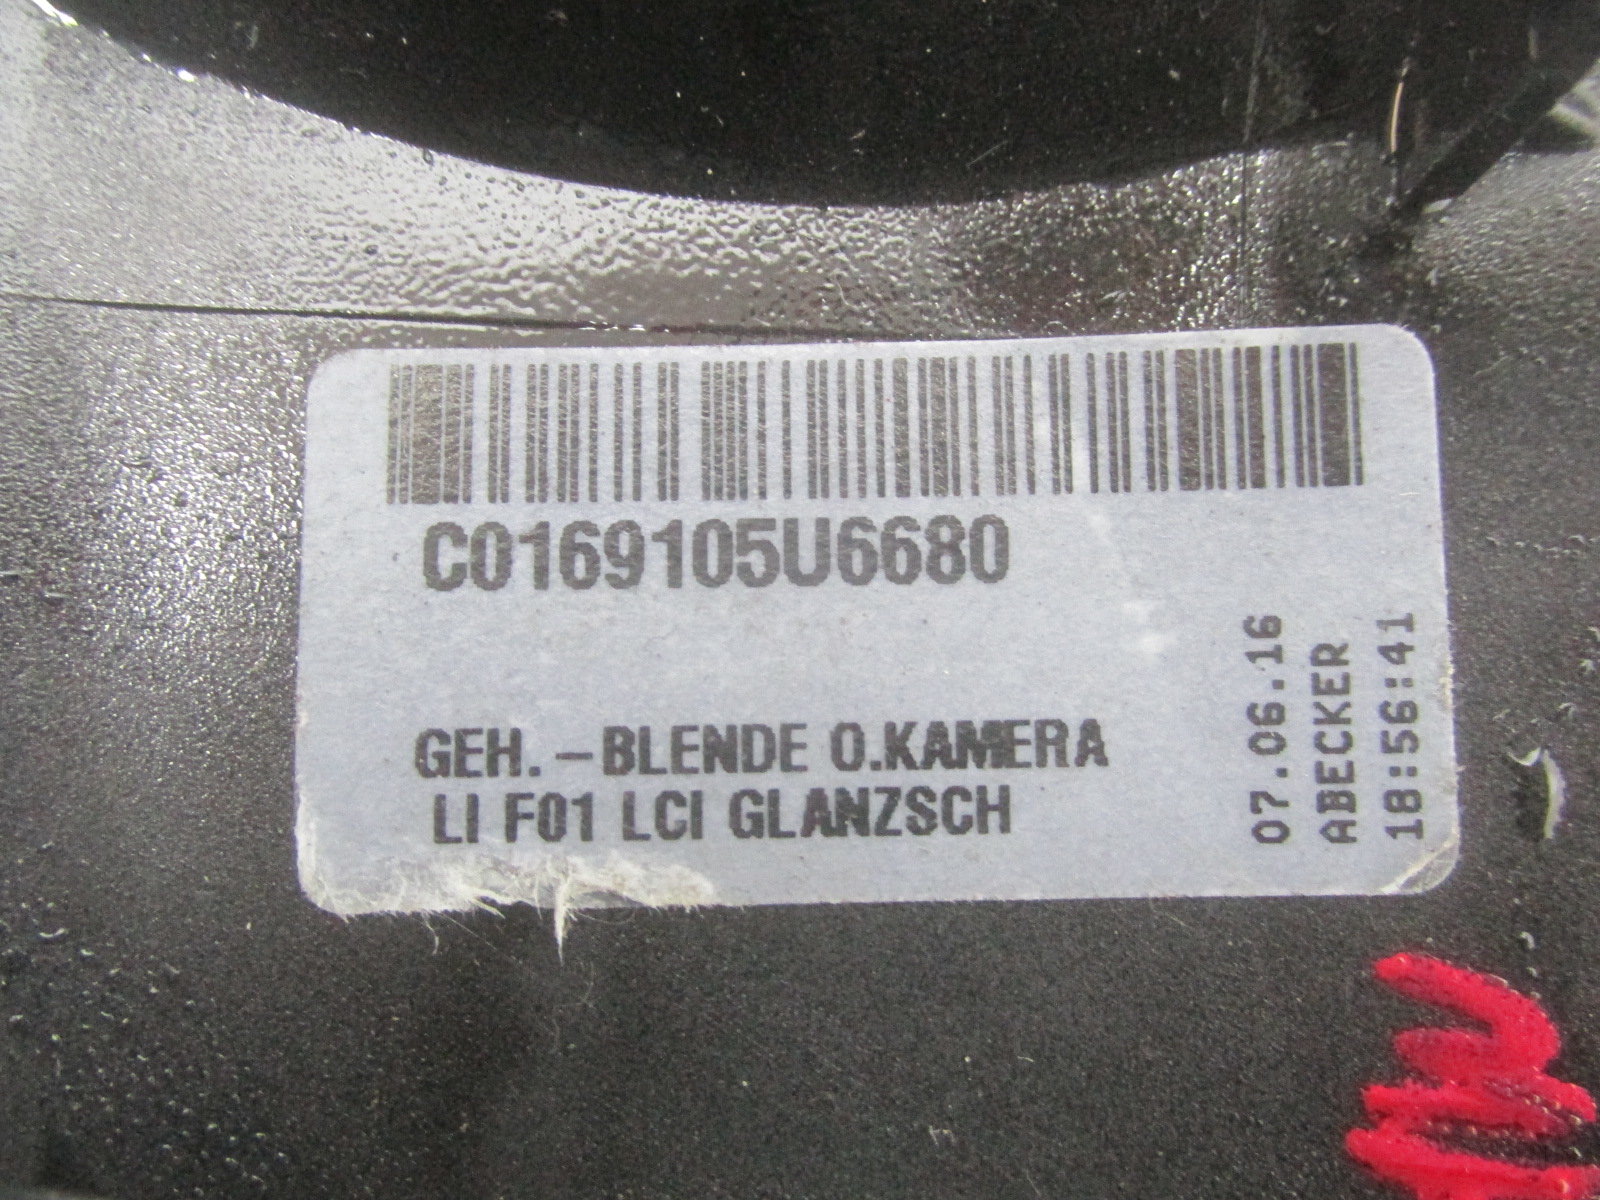 C0169105U6680
GEH.-BLENDE O.KAMERA
LI F01 LCI GLANZSCH
07.06.16
ABECKER
18:56:41